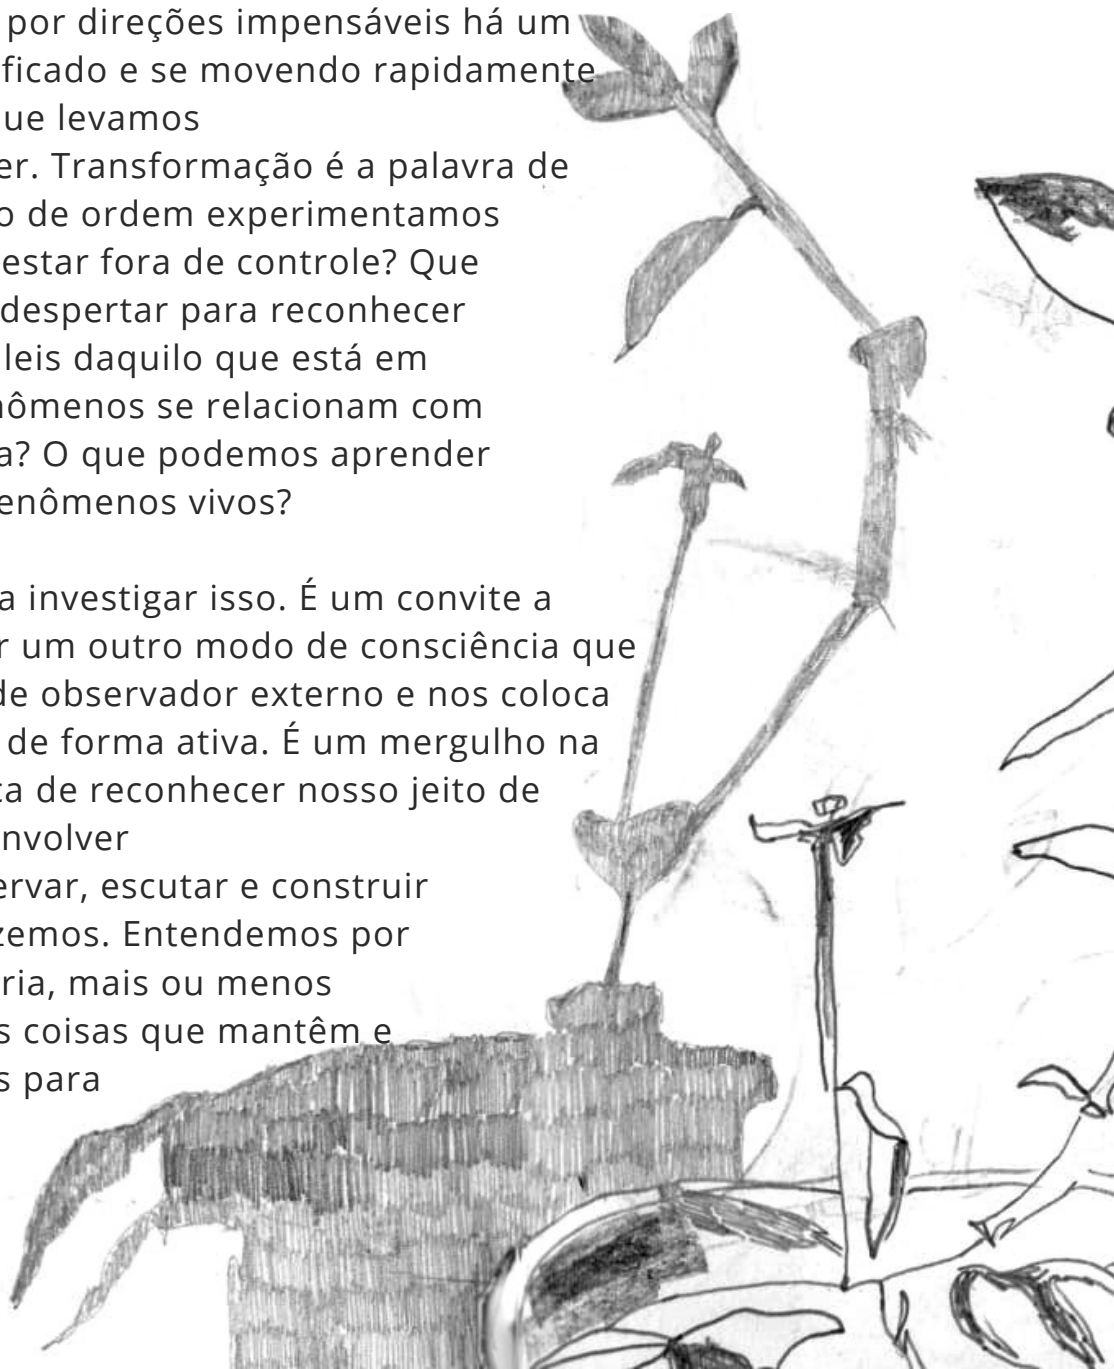 por direções impensáveis há um
ficado e se movendo rapidamente
ue levamos
er. Transformação é a palavra de
o de ordem experimentamos
estar fora de controle? Que
despertar para reconhecer
leis daquilo que está em
nômenos se relacionam com
a? O que podemos aprender
enômenos vivos?
a investigar isso. É um convite a
r um outro modo de consciência que
de observador externo e nos coloca
de forma ativa. É um mergulho na
ca de reconhecer nosso jeito de
nvolver
ervar, escutar e construir
zemos. Entendemos por
ria, mais ou menos
s coisas que mantêm e
s para